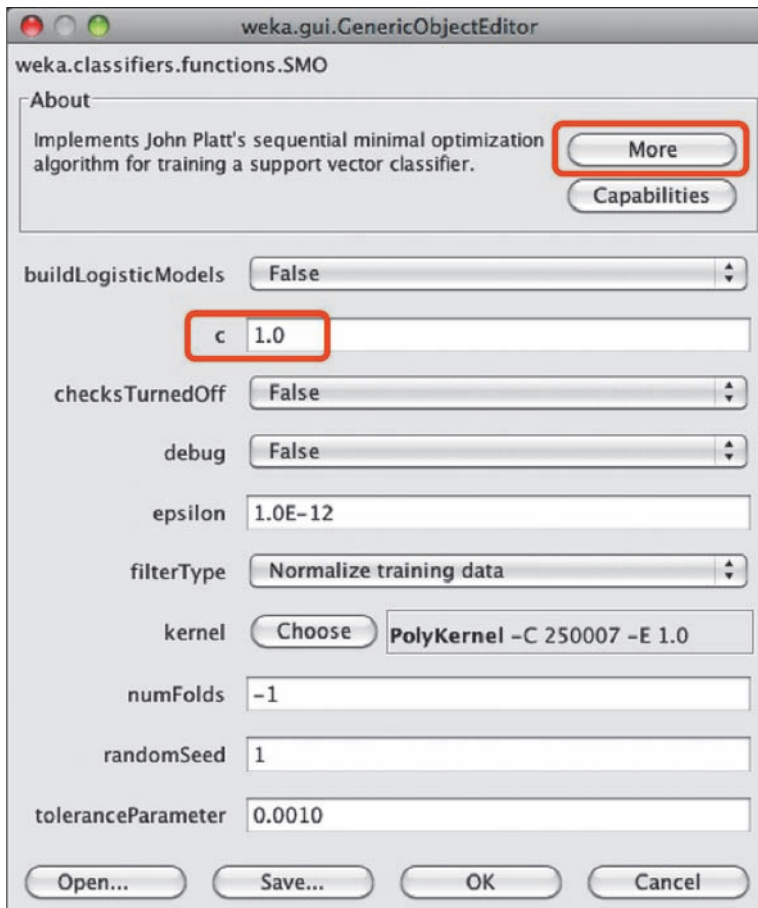 weka.gui.GenericObjectEditor
weka.classifiers.functions.SMO
About
Implements John Platt's sequential minimal optimization
algorithm for training a support vector classifier.
More
Capabilities
buildLogisticModels False
c 1.0
checksTurnedOff False
debug False
epsilon 1.0E-12
filterType Normalize training data
kernel Choose PolyKernel -C 250007 -E 1.0
numFolds -1
randomSeed 1
toleranceParameter 0.0010
Open... Save... OK Cancel